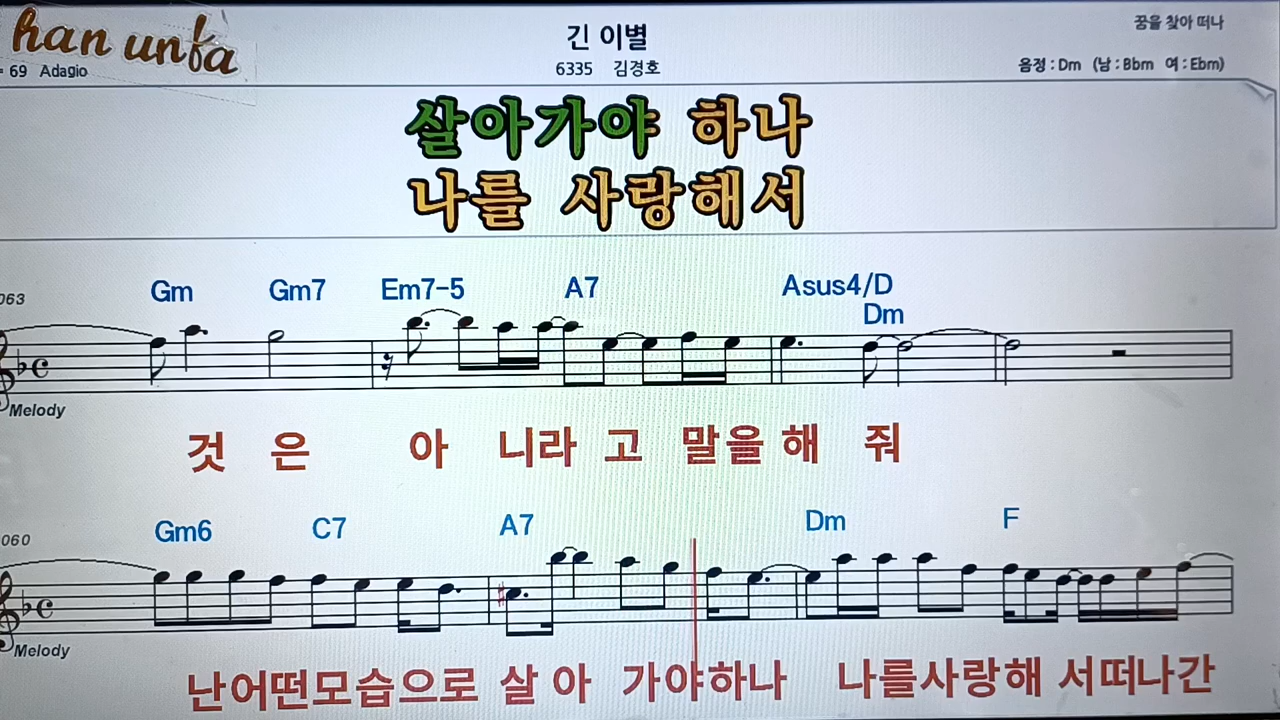 han unfa
긴 이별
꿈을 찾아 떠나
= 69 Adagio
6335 김경호
음정 : Dm (남 : Bbm 여 : Ebm)
살아가야 하나
나를 사랑해서
063
Gm Gm7 Em7-5 A7 Asus4/D
Dm
Melody
것 은 아 니라 고 말을 해 줘
060
Gm6 C7 A7 Dm F
Melody
난어떤모습으로 살 아 가야하나 나를사랑해 서떠나간